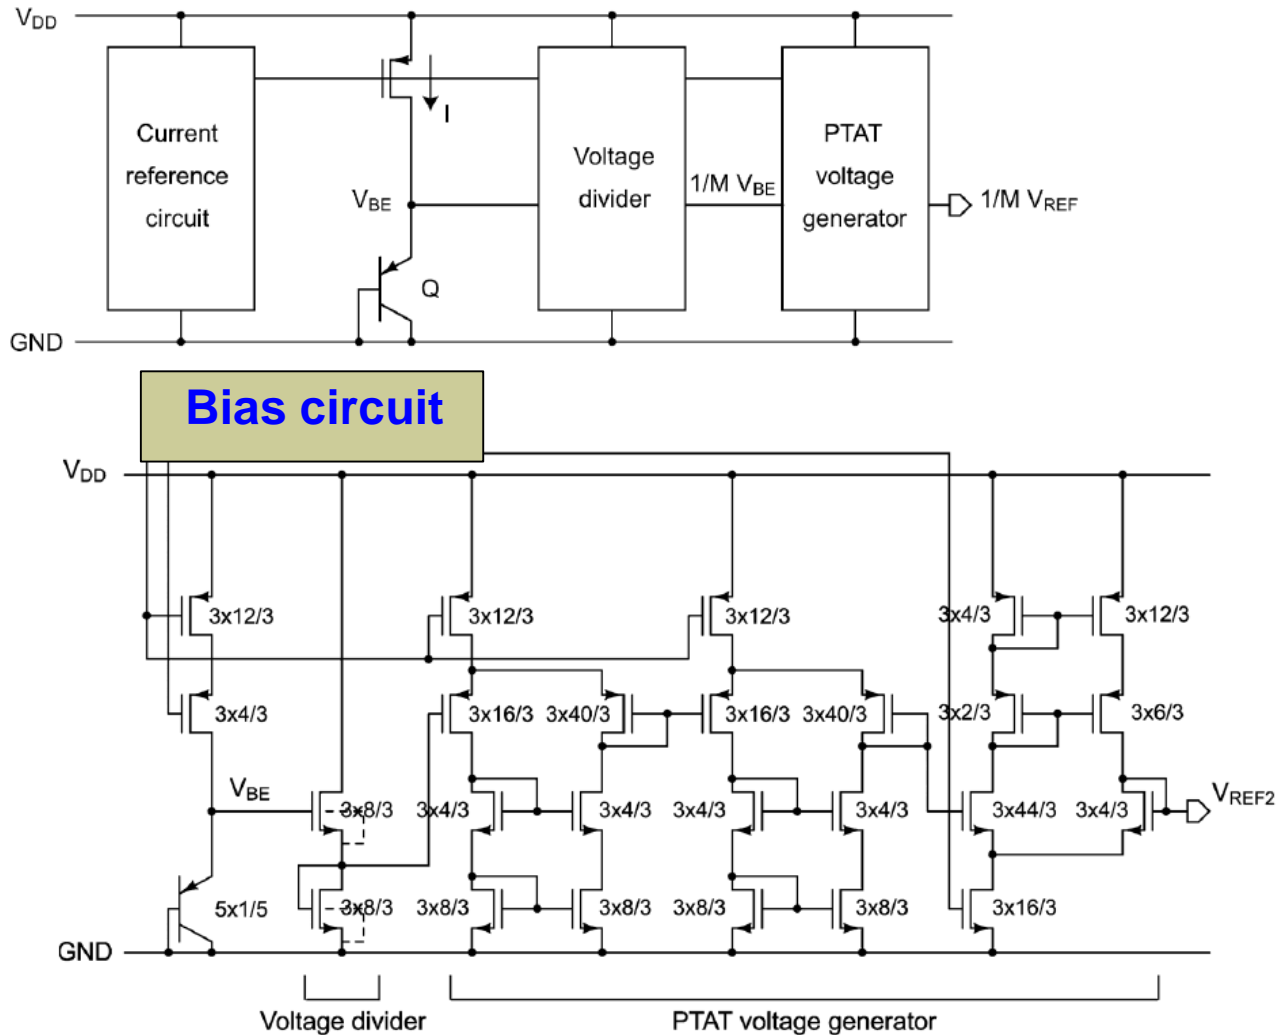 VDD
Current
reference
circuit
I
VBE
Q
Voltage
divider
1/M VBE
PTAT
voltage
generator
1/M VREF
GND
Bias circuit
VDD
3x12/3
3x12/3
3x12/3
3x4/3
3x12/3
3x4/3
3x16/3
3x40/3
3x16/3
3x40/3
3x2/3
3x6/3
VBE
3x8/3
3x4/3
3x4/3
3x4/3
3x4/3
3x44/3
3x4/3
VREF2
5x1/5
3x8/3
3x8/3
3x8/3
3x8/3
3x8/3
3x16/3
GND
Voltage divider
PTAT voltage generator